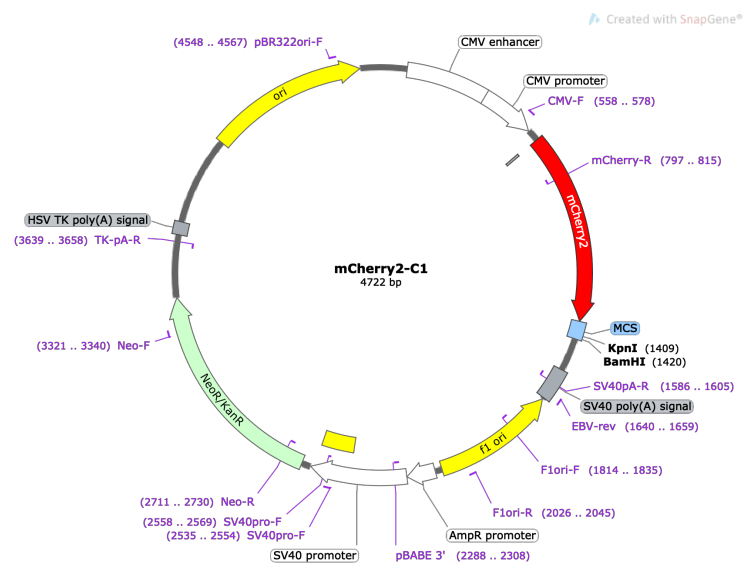 Created with SnapGene®
(4548 .. 4567) pBR322ori-F
CMV enhancer
CMV promoter
CMV-F (558 .. 578)
ori
mCherry-R (797 .. 815)
mCherry2
HSV TK poly(A) signal
(3639 .. 3658) TK-pA-R
mCherry2-C1
4722 bp
MCS
KpnI (1409)
BamHI (1420)
(3321 .. 3340) Neo-F
SV40pA-R (1586 .. 1605)
SV40 poly(A) signal
EBV-rev (1640 .. 1659)
NeoR/KanR
f1 ori
F1ori-F (1814 .. 1835)
(2711 .. 2730) Neo-R
F1ori-R (2026 .. 2045)
(2558 .. 2569) SV40pro-F
(2535 .. 2554) SV40pro-F
AmpR promoter
SV40 promoter
pBABE 3' (2288 .. 2308)